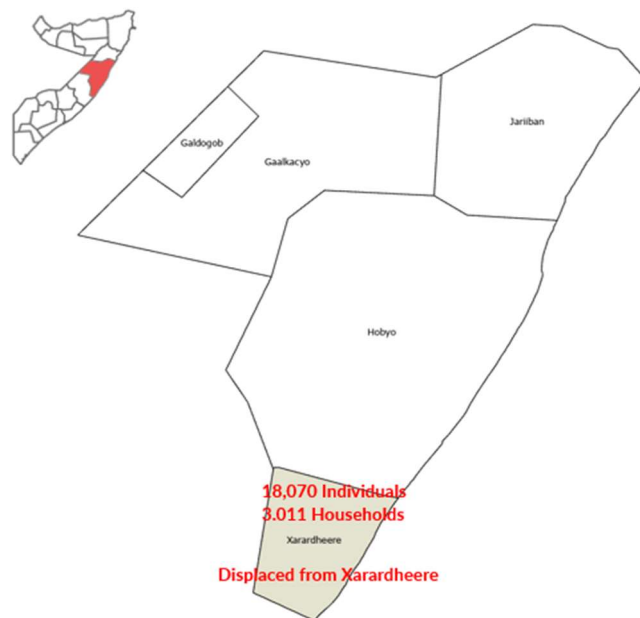 Jariiban
Galdogob
Gaalkacyo
Hobyo
18,070 Individuals
3.011 Households
Xarardheere
Displaced from Xarardheere